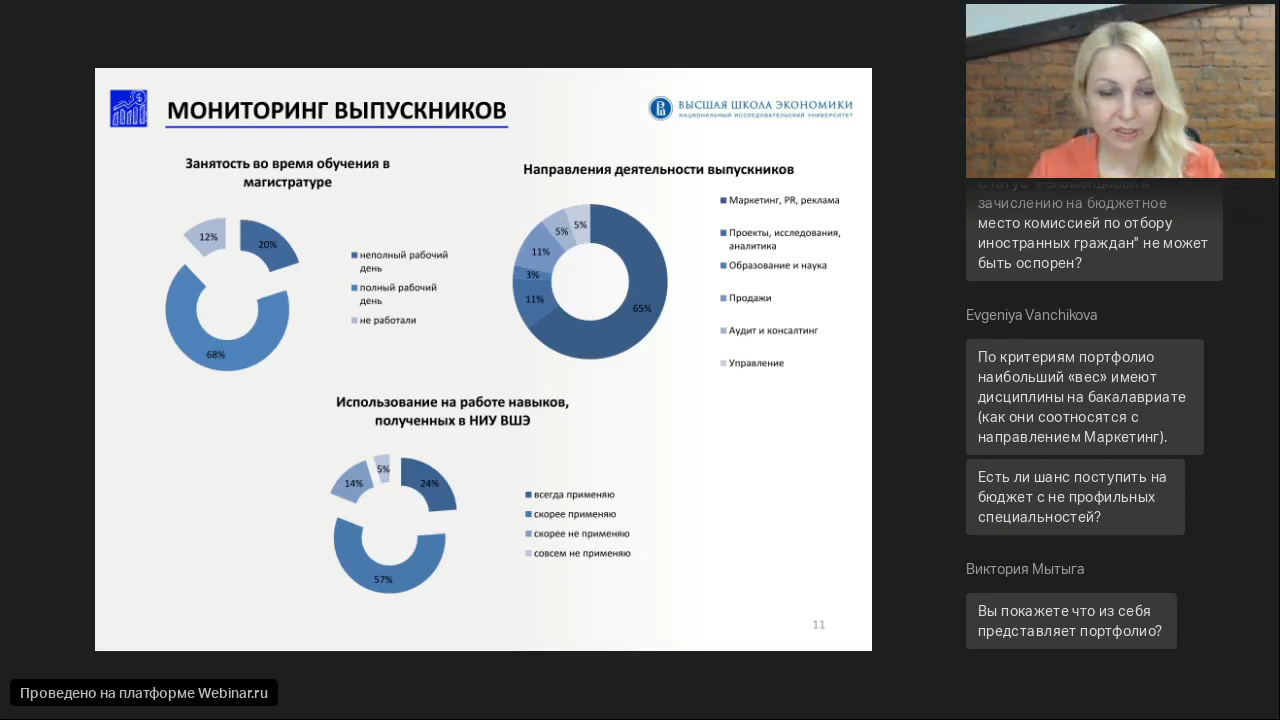 МОНИТОРИНГ ВЫПУСКНИКОВ
ВЫСШАЯ ШКОЛА ЭКОНОМИКИ
НАЦИОНАЛЬНЫЙ ИССЛЕДОВАТЕЛЬСКИЙ УНИВЕРСИТЕТ
Занятость во время обучения в
магистратуре
12%
20%
68%
неполный рабочий
день
полный рабочий
день
не работали
Направления деятельности выпускников
5%
5%
11%
3%
11%
65%
Маркетинг, PR, реклама
Проекты, исследования,
аналитика
Образование и наука
Продажи
Аудит и консалтинг
Управление
Использование на работе навыков,
полученных в НИУ ВШЭ
5%
14%
24%
57%
всегда применяю
скорее применяю
скорее не применяю
совсем не применяю
11
Статус "Рекомендован к
зачислению на бюджетное
место комиссией по отбору
иностранных граждан" не может
быть оспорен?
Evgeniya Vanchikova
По критериям портфолио
наибольший «вес» имеют
дисциплины на бакалавриате
(как они соотносятся с
направлением Маркетинг).
Есть ли шанс поступить на
бюджет с не профильных
специальностей?
Виктория Мытыга
Вы покажете что из себя
представляет портфолио?
Проведено на платформе Webinar.ru